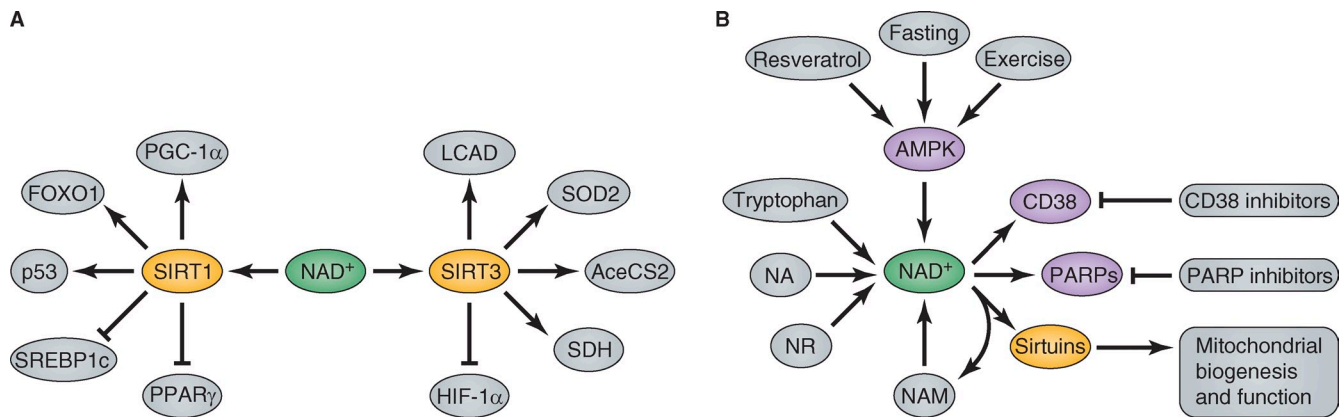 A
PGC-1α
FOXO1
p53
SIRT1
SREBP1c
PPARγ
NAD⁺
LCAD
SOD2
SIRT3
AceCS2
SDH
HIF-1α
B
Fasting
Resveratrol
Exercise
AMPK
Tryptophan
CD38
CD38 inhibitors
NA
NAD⁺
PARPs
PARP inhibitors
NR
NAM
Sirtuins
Mitochondrial
biogenesis
and function